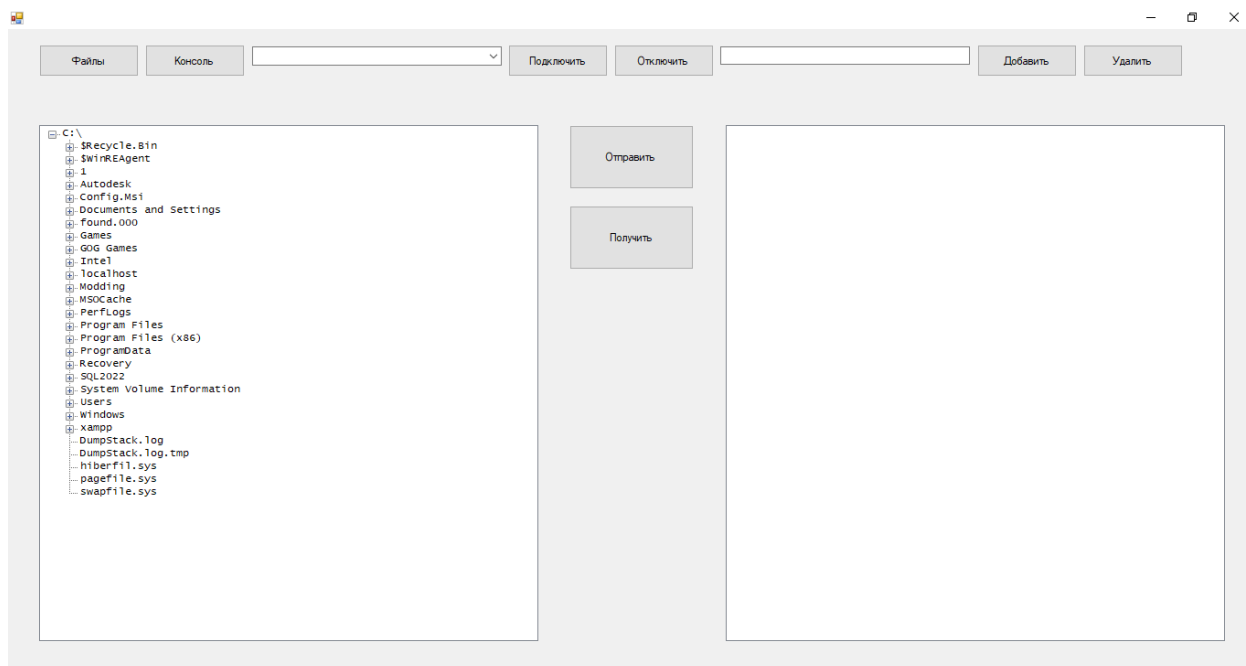 Файлы Консоль Подключить Отключить Добавить Удалить
C:\
$Recycle.Bin
$WinREAgent
1
Autodesk
Config.Msi
Documents and Settings
found.000
Games
GOG Games
Intel
localhost
Modding
MSOCache
PerfLogs
Program Files
Program Files (x86)
ProgramData
Recovery
SQL2022
System Volume Information
Users
Windows
xampp
DumpStack.log
DumpStack.log.tmp
hiberfil.sys
pagefile.sys
swapfile.sys
Отправить
Получить